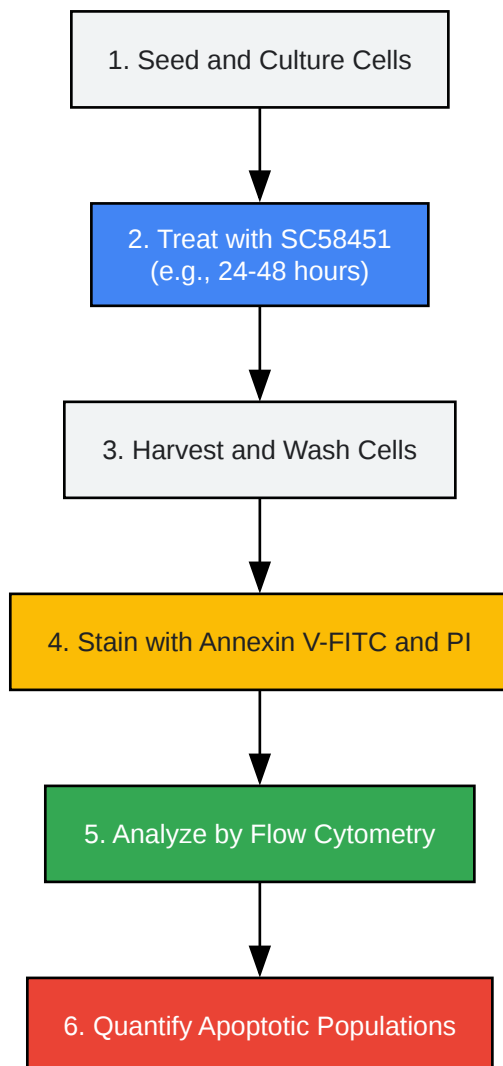 1. Seed and Culture Cells
2. Treat with SC58451
(e.g., 24-48 hours)
3. Harvest and Wash Cells
4. Stain with Annexin V-FITC and PI
5. Analyze by Flow Cytometry
6. Quantify Apoptotic Populations